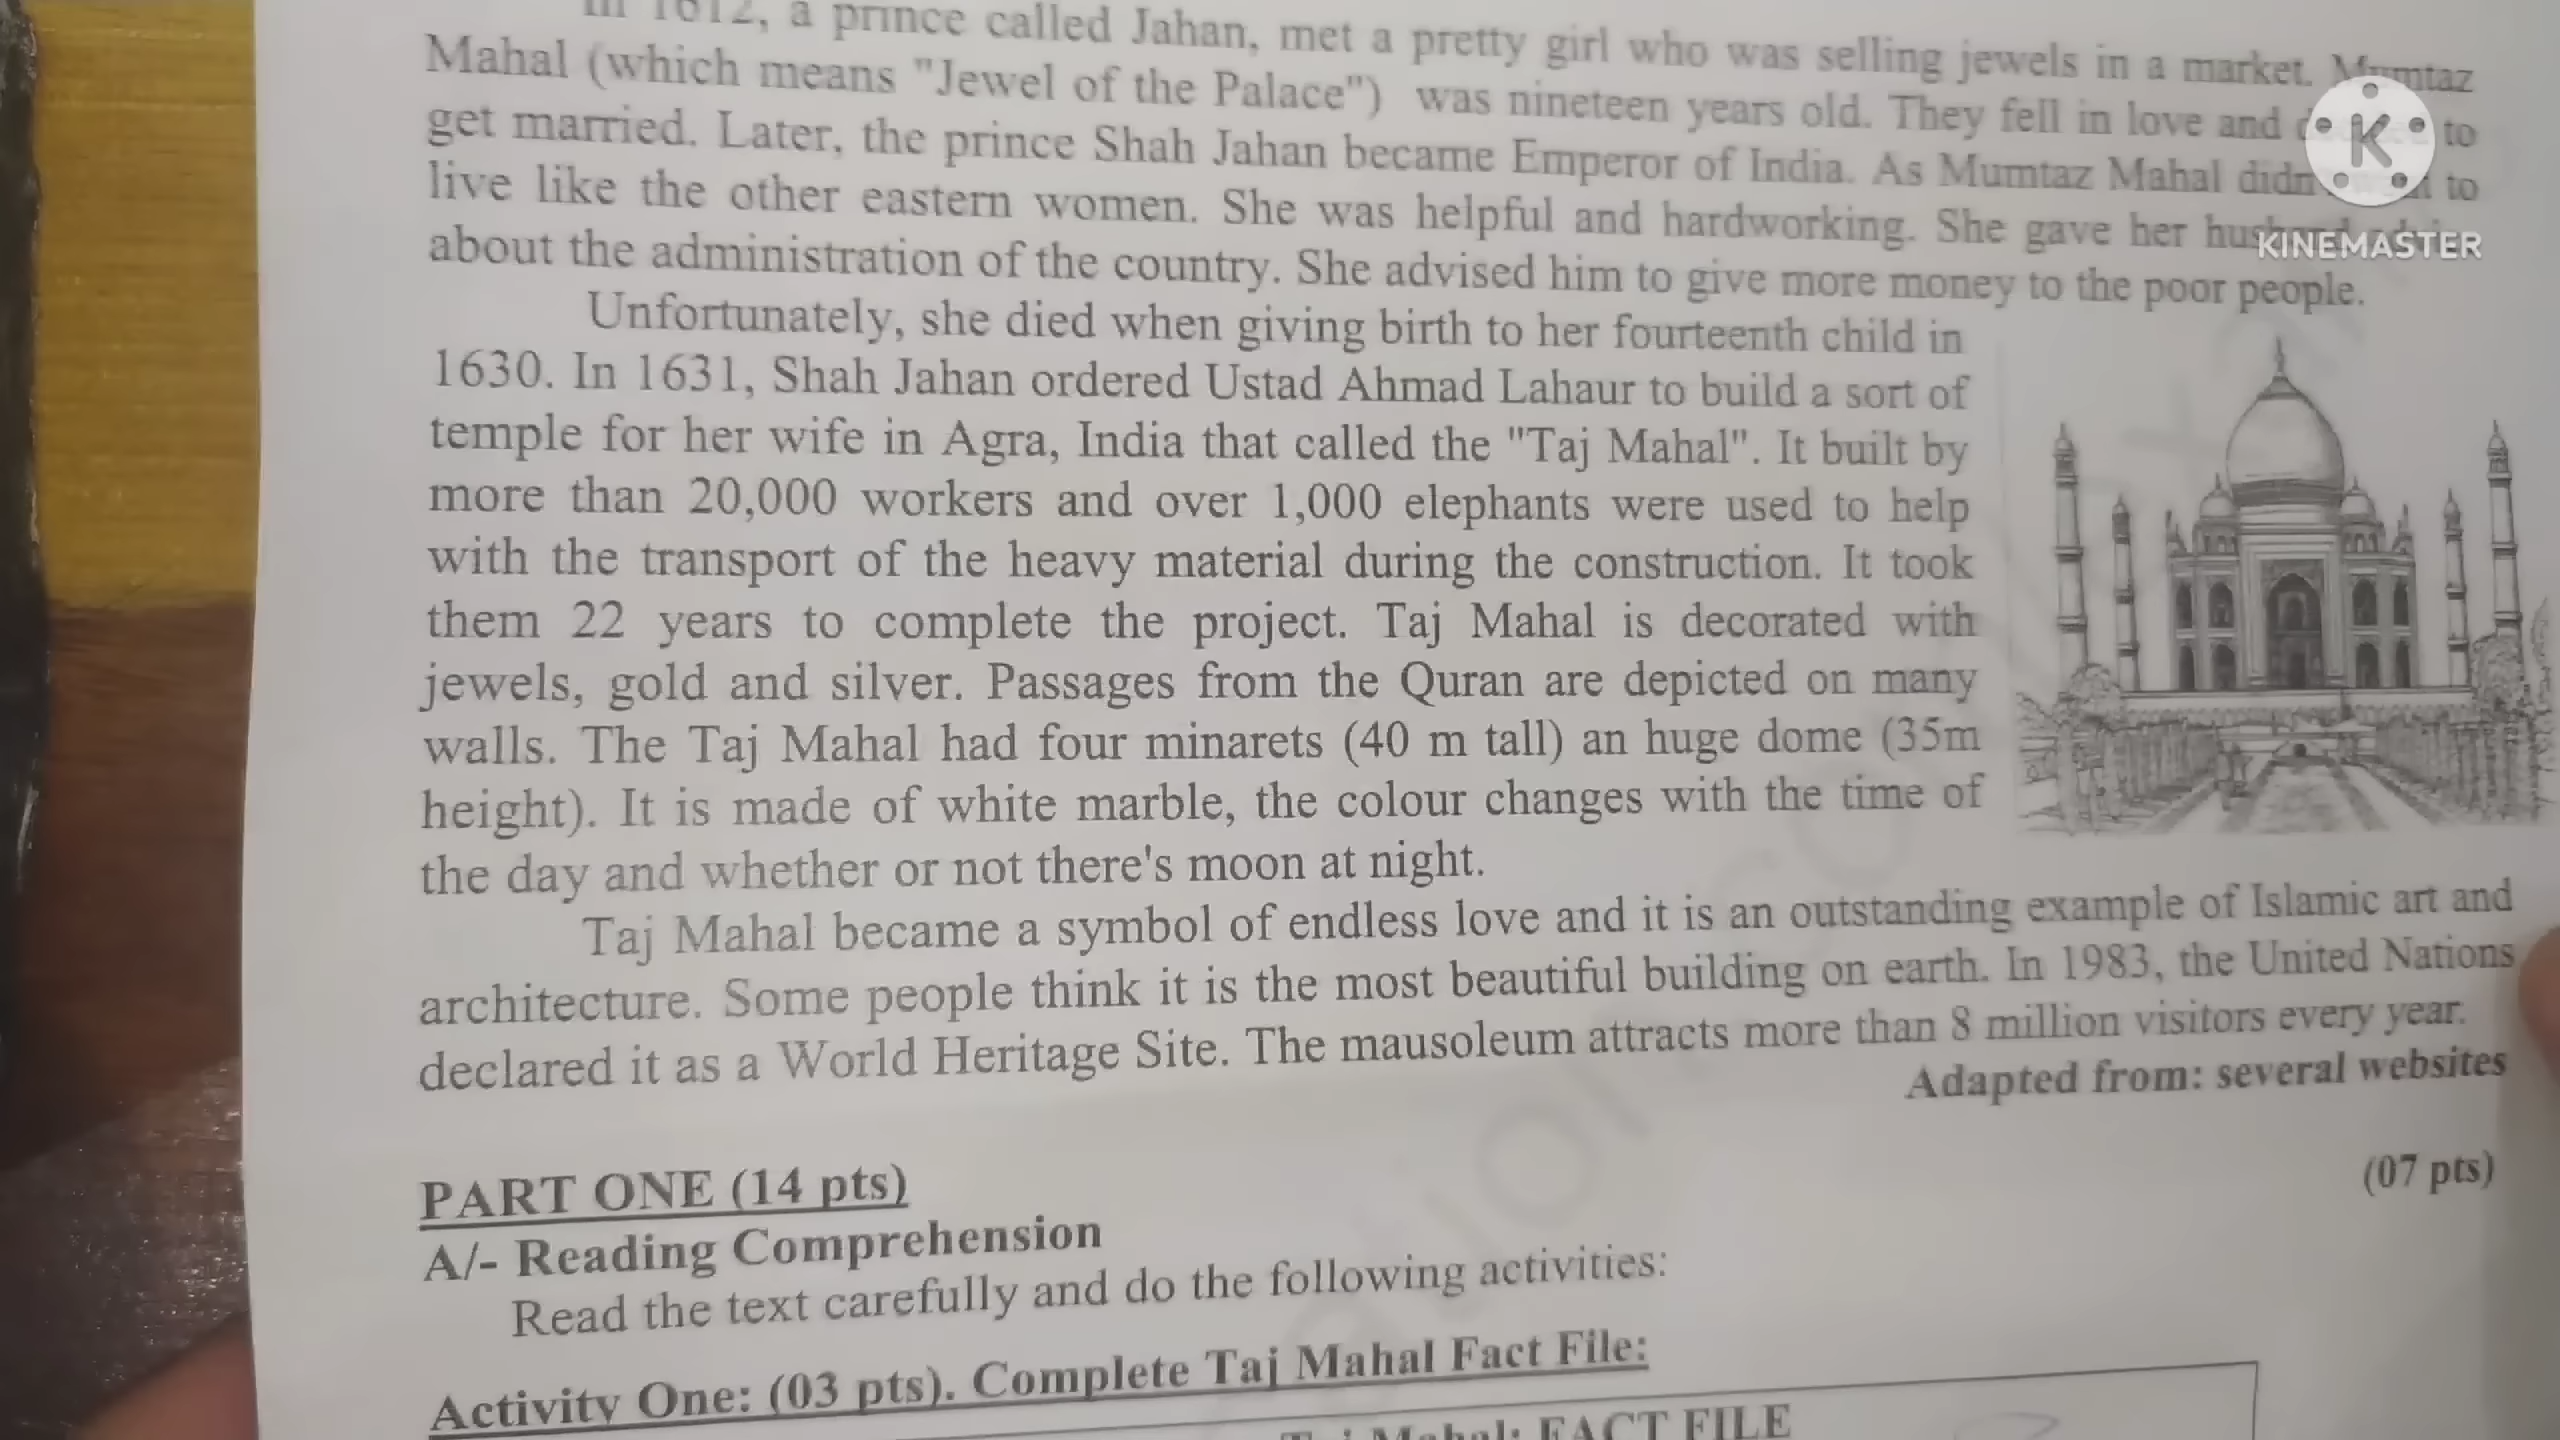 In 1612, a prince called Jahan, met a pretty girl who was selling jewels in a market. Mumtaz
Mahal (which means "Jewel of the Palace") was nineteen years old. They fell in love and to
get married. Later, the prince Shah Jahan became Emperor of India. As Mumtaz Mahal didn to
live like the other eastern women. She was helpful and hardworking. She gave her
about the administration of the country. She advised him to give more money to the poor people.
Unfortunately, she died when giving birth to her fourteenth child in
1630. In 1631, Shah Jahan ordered Ustad Ahmad Lahaur to build a sort of
temple for her wife in Agra, India that called the "Taj Mahal". It built by
more than 20,000 workers and over 1,000 elephants were used to help
with the transport of the heavy material during the construction. It took
them 22 years to complete the project. Taj Mahal is decorated with
jewels, gold and silver. Passages from the Quran are depicted on many
walls. The Taj Mahal had four minarets (40 m tall) an huge dome (35m
height). It is made of white marble, the colour changes with the time of
the day and whether or not there's moon at night.
Taj Mahal became a symbol of endless love and it is an outstanding example of Islamic art and
architecture. Some people think it is the most beautiful building on earth. In 1983, the United Nations
declared it as a World Heritage Site. The mausoleum attracts more than 8 million visitors every year.
Adapted from: several websites
PART ONE (14 pts)
(07 pts)
A/- Reading Comprehension
Read the text carefully and do the following activities:
Activity One: (03 pts). Complete Taj Mahal Fact File:
Taj Mahal: FACT FILE
K
KINEMASTER